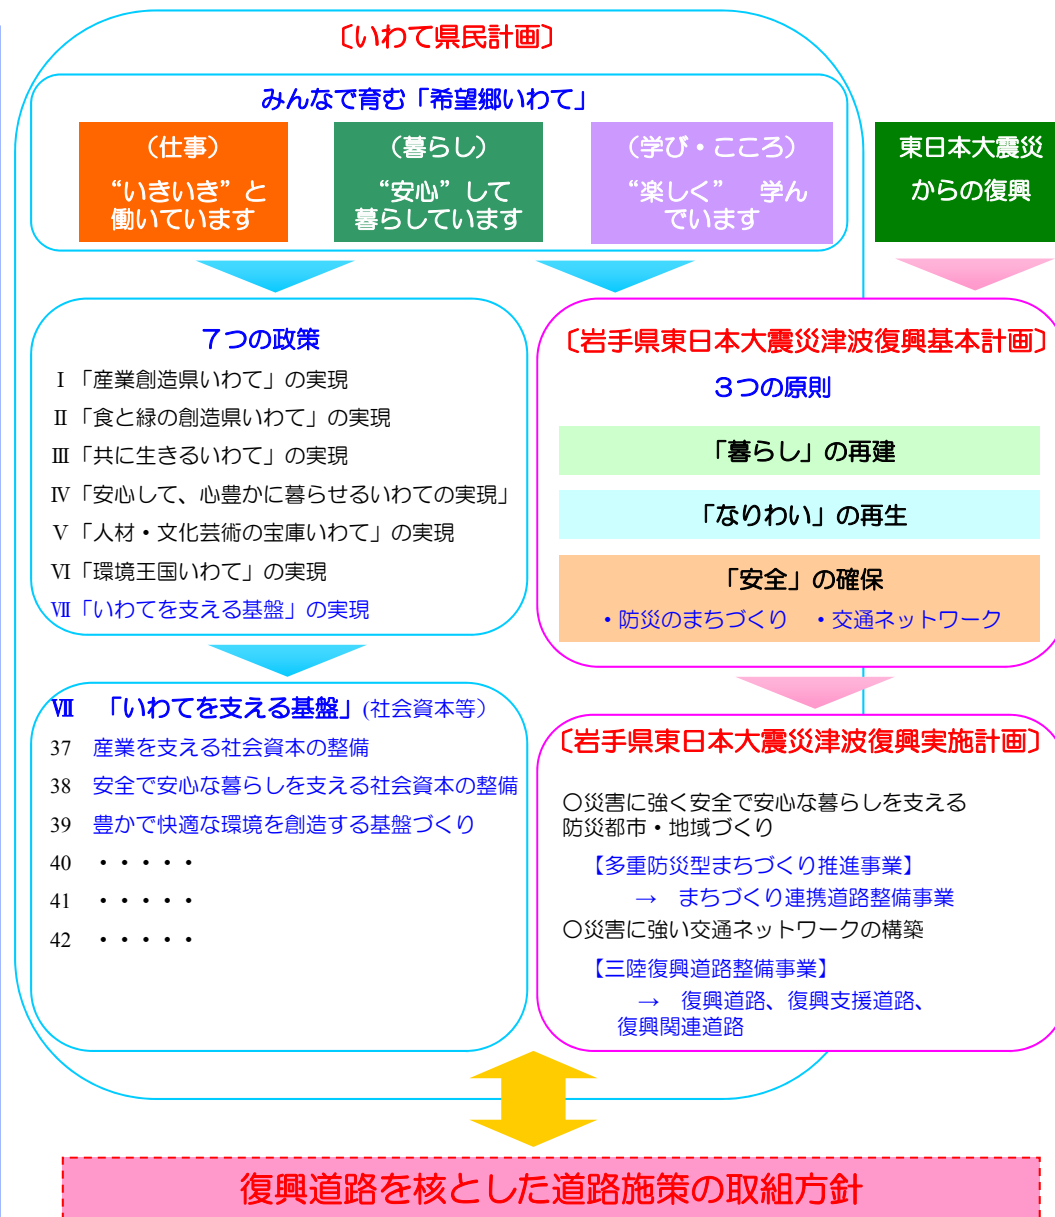 〔いわて県民計画〕
みんなで育む「希望郷いわて」
（仕事）
“いきいき”と
働いています
（暮らし）
“安心”して
暮らしています
（学び・こころ）
“楽しく”　学ん
でいます
東日本大震災
からの復興
７つの政策
Ⅰ「産業創造県いわて」の実現
Ⅱ「食と緑の創造県いわて」の実現
Ⅲ「共に生きるいわて」の実現
Ⅳ「安心して、心豊かに暮らせるいわての実現」
Ⅴ「人材・文化芸術の宝庫いわて」の実現
Ⅵ「環境王国いわて」の実現
Ⅶ「いわてを支える基盤」の実現
〔岩手県東日本大震災津波復興基本計画〕
３つの原則
「暮らし」の再建
「なりわい」の再生
「安全」の確保
・防災のまちづくり　・交通ネットワーク
Ⅶ　「いわてを支える基盤」(社会資本等）
37　産業を支える社会資本の整備
38　安全で安心な暮らしを支える社会資本の整備
39　豊かで快適な環境を創造する基盤づくり
40　・・・・・
41　・・・・・
42　・・・・・
〔岩手県東日本大震災津波復興実施計画〕
〇災害に強く安全で安心な暮らしを支える
防災都市・地域づくり
【多重防災型まちづくり推進事業】
→　まちづくり連携道路整備事業
〇災害に強い交通ネットワークの構築
【三陸復興道路整備事業】
→　復興道路、復興支援道路、
復興関連道路
復興道路を核とした道路施策の取組方針